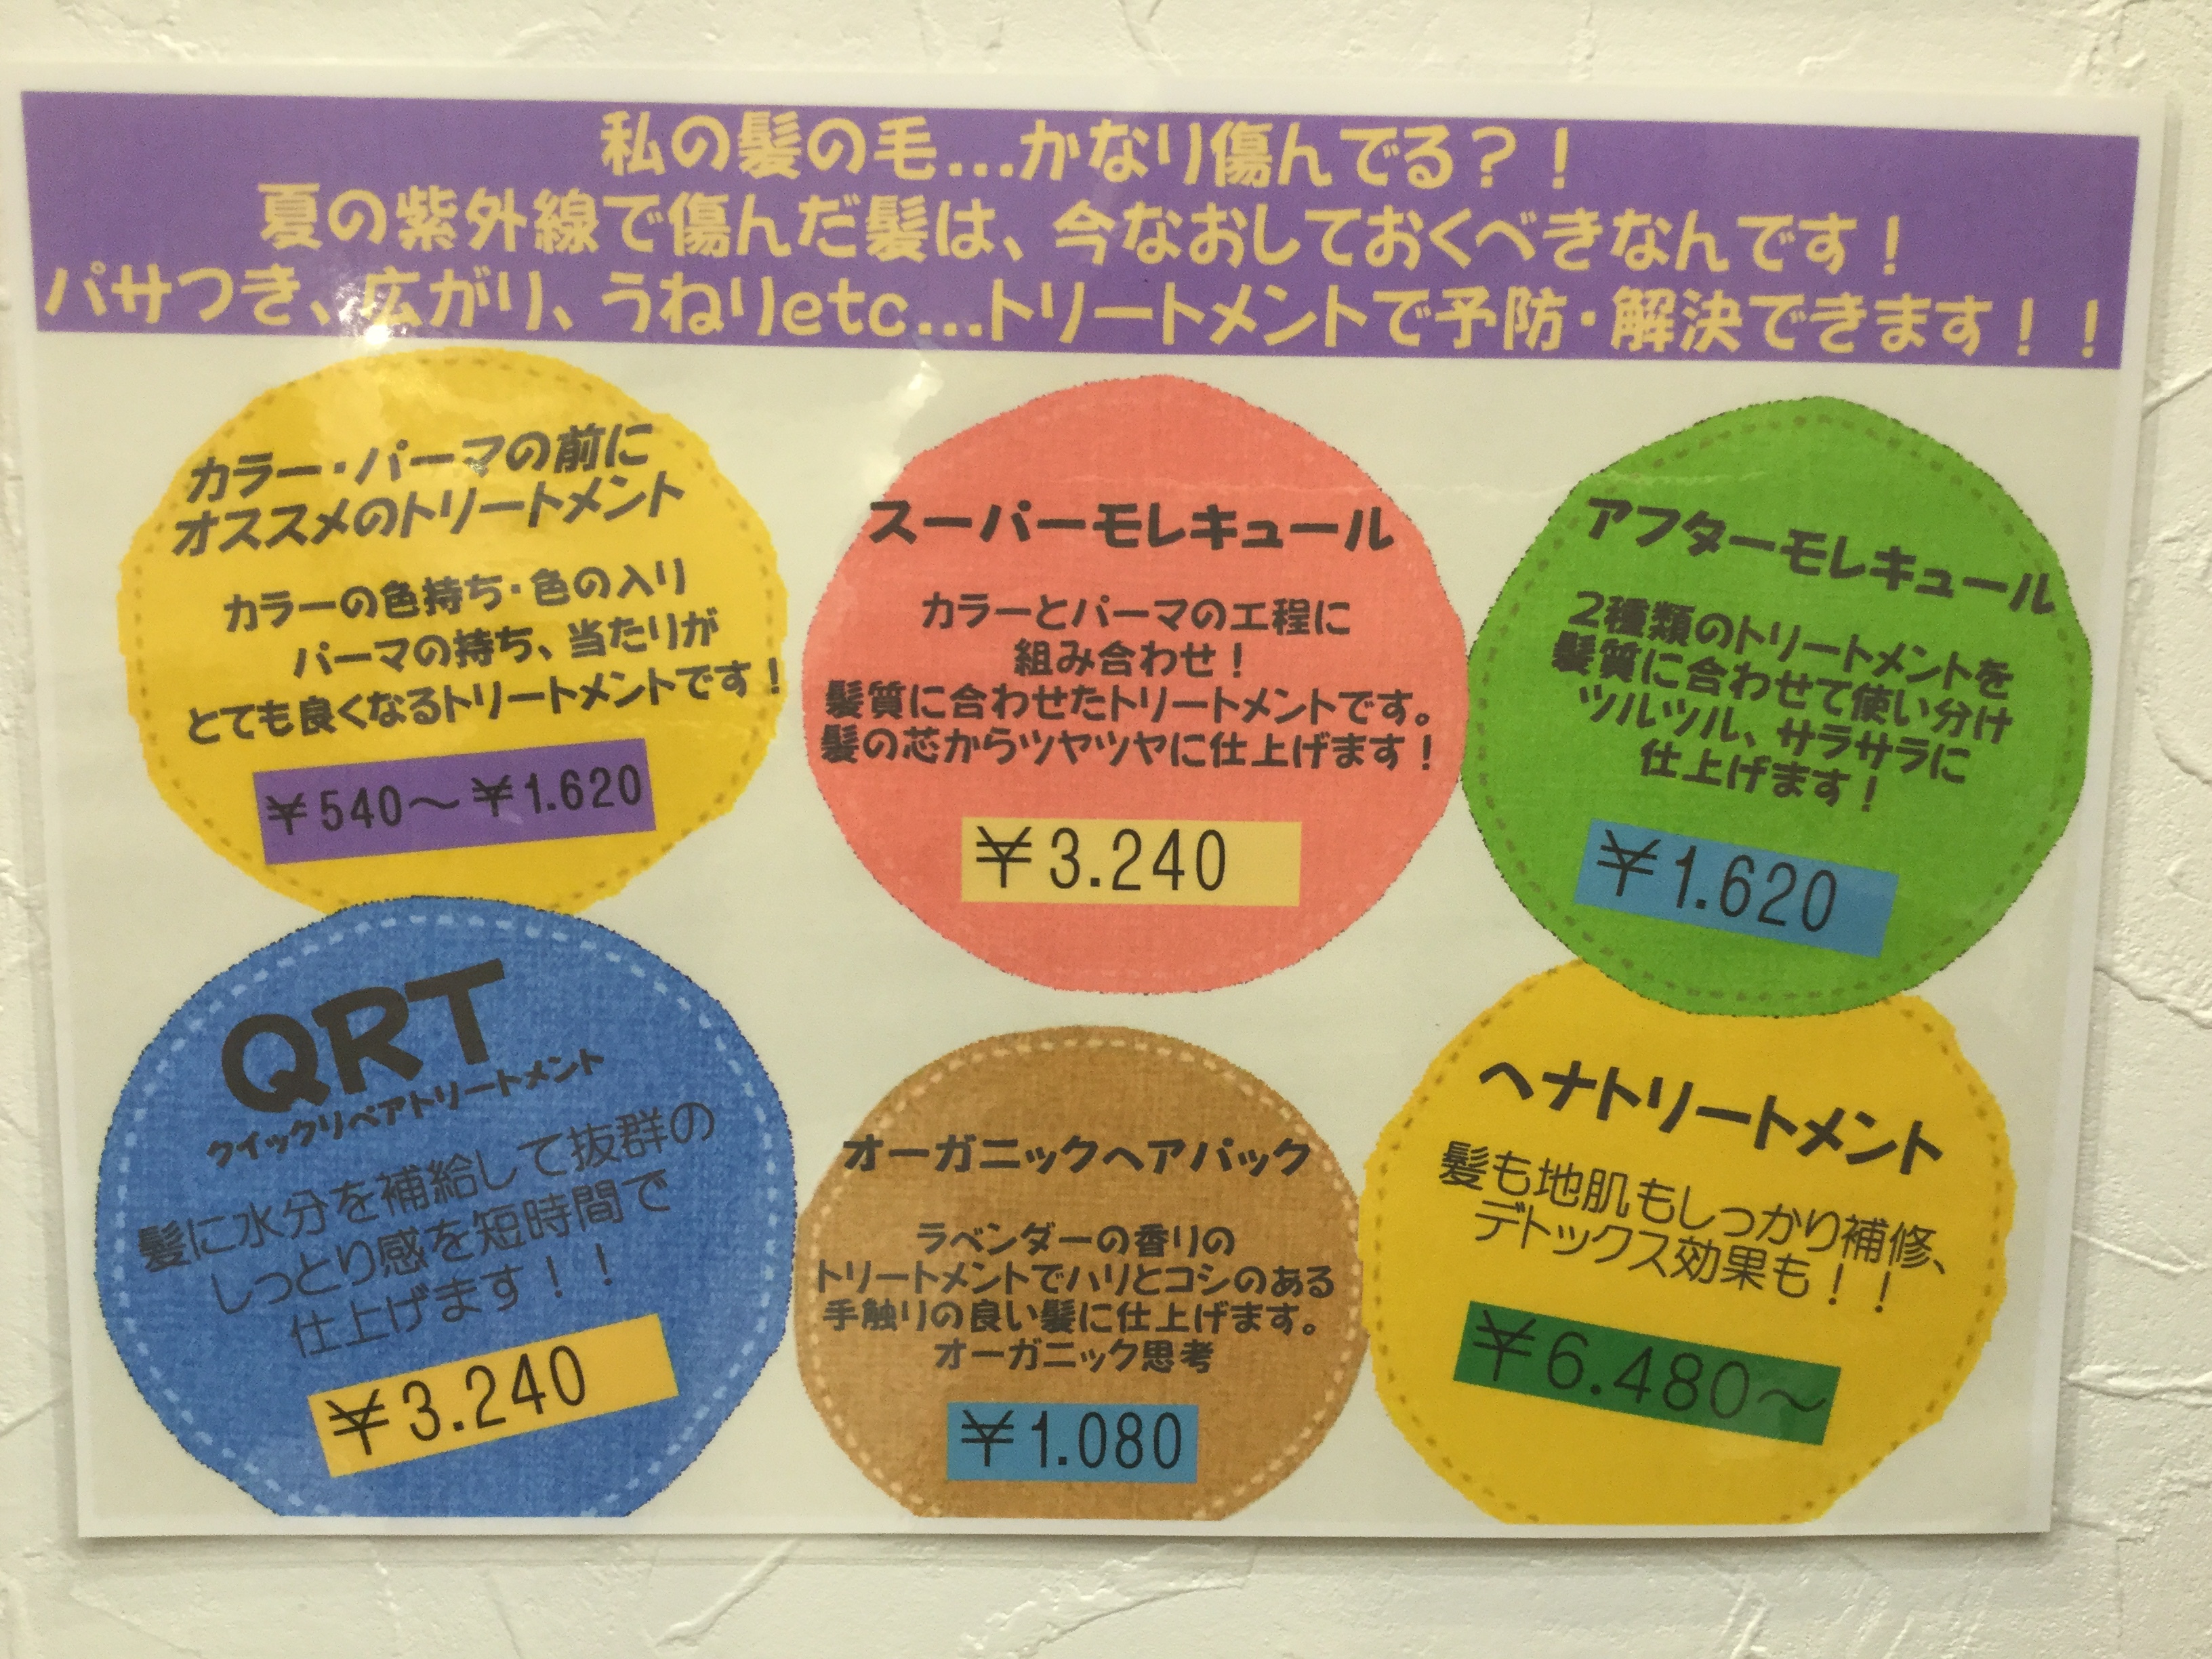 私の髪の毛...かなり傷んでる？！
夏の紫外線で傷んだ髪は、今なおしておくべきなんです！
パサつき、広がり、うねりetc...トリートメントで予防・解決できます！！
カラー・パーマの前に
オススメのトリートメント
カラーの色持ち・色の入り
パーマの持ち、当たりが
とても良くなるトリートメントです！
￥540～￥1.620
スーパーモレキュール
カラーとパーマの工程に
組み合わせ！
髪質に合わせたトリートメントです。
髪の芯からツヤツヤに仕上げます！
￥3.240
アフターモレキュール
2種類のトリートメントを
髪質に合わせて使い分け
ツルツル、サラサラに
仕上げます！
￥1.620
QRT
クイックリペアトリートメント
髪に水分を補給して抜群の
しっとり感を短時間で
仕上げます！！
￥3.240
オーガニックヘアパック
ラベンダーの香りの
トリートメントでハリとコシのある
手触りの良い髪に仕上げます。
オーガニック思考
￥1.080
ヘナトリートメント
髪も地肌もしっかり補修、
デトックス効果も！！
￥6.480～